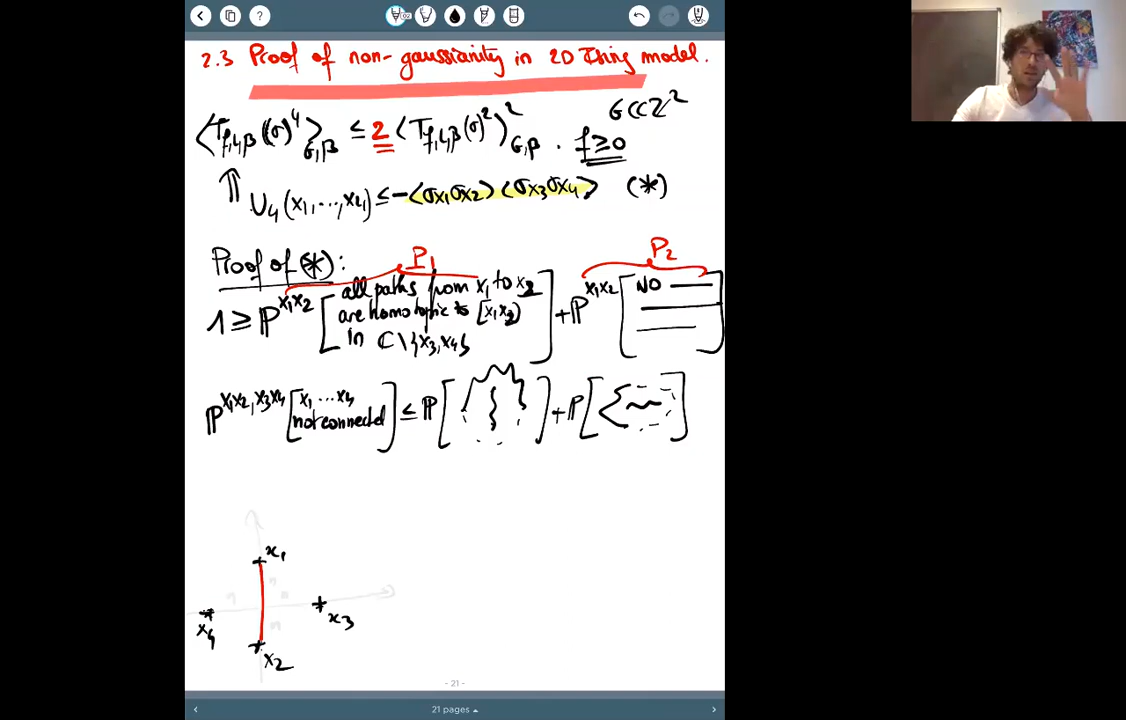 2.3 Proof of non-gaussianity in 2D Ising model.
⟨T_{f,L,β}(σ)^4⟩_{G,β} ≤ 2 ⟨T_{f,L,β}(σ)^2⟩^2_{G,β} . f≥0 G⊂⊂ℤ^2
⇑ U_4(x_1,...,x_4) ≤ -⟨σ_{x_1}σ_{x_2}⟩⟨σ_{x_3}σ_{x_4}⟩ (*)
Proof of (*):
P_1 P_2
1 ≥ ℙ^{x_1x_2} [ all paths from x_1 to x_2 are homotopic to [x_1x_2] in ℂ\{x_3,x_4} ] + ℙ^{x_1x_2} [ NO
ℙ^{x_1x_2,x_3x_4} [ x_1...x_4 not connected ] ≤ ℙ[ ] + ℙ[ ]
x_1
x_4
x_3
x_2
- 21 -
21 pages